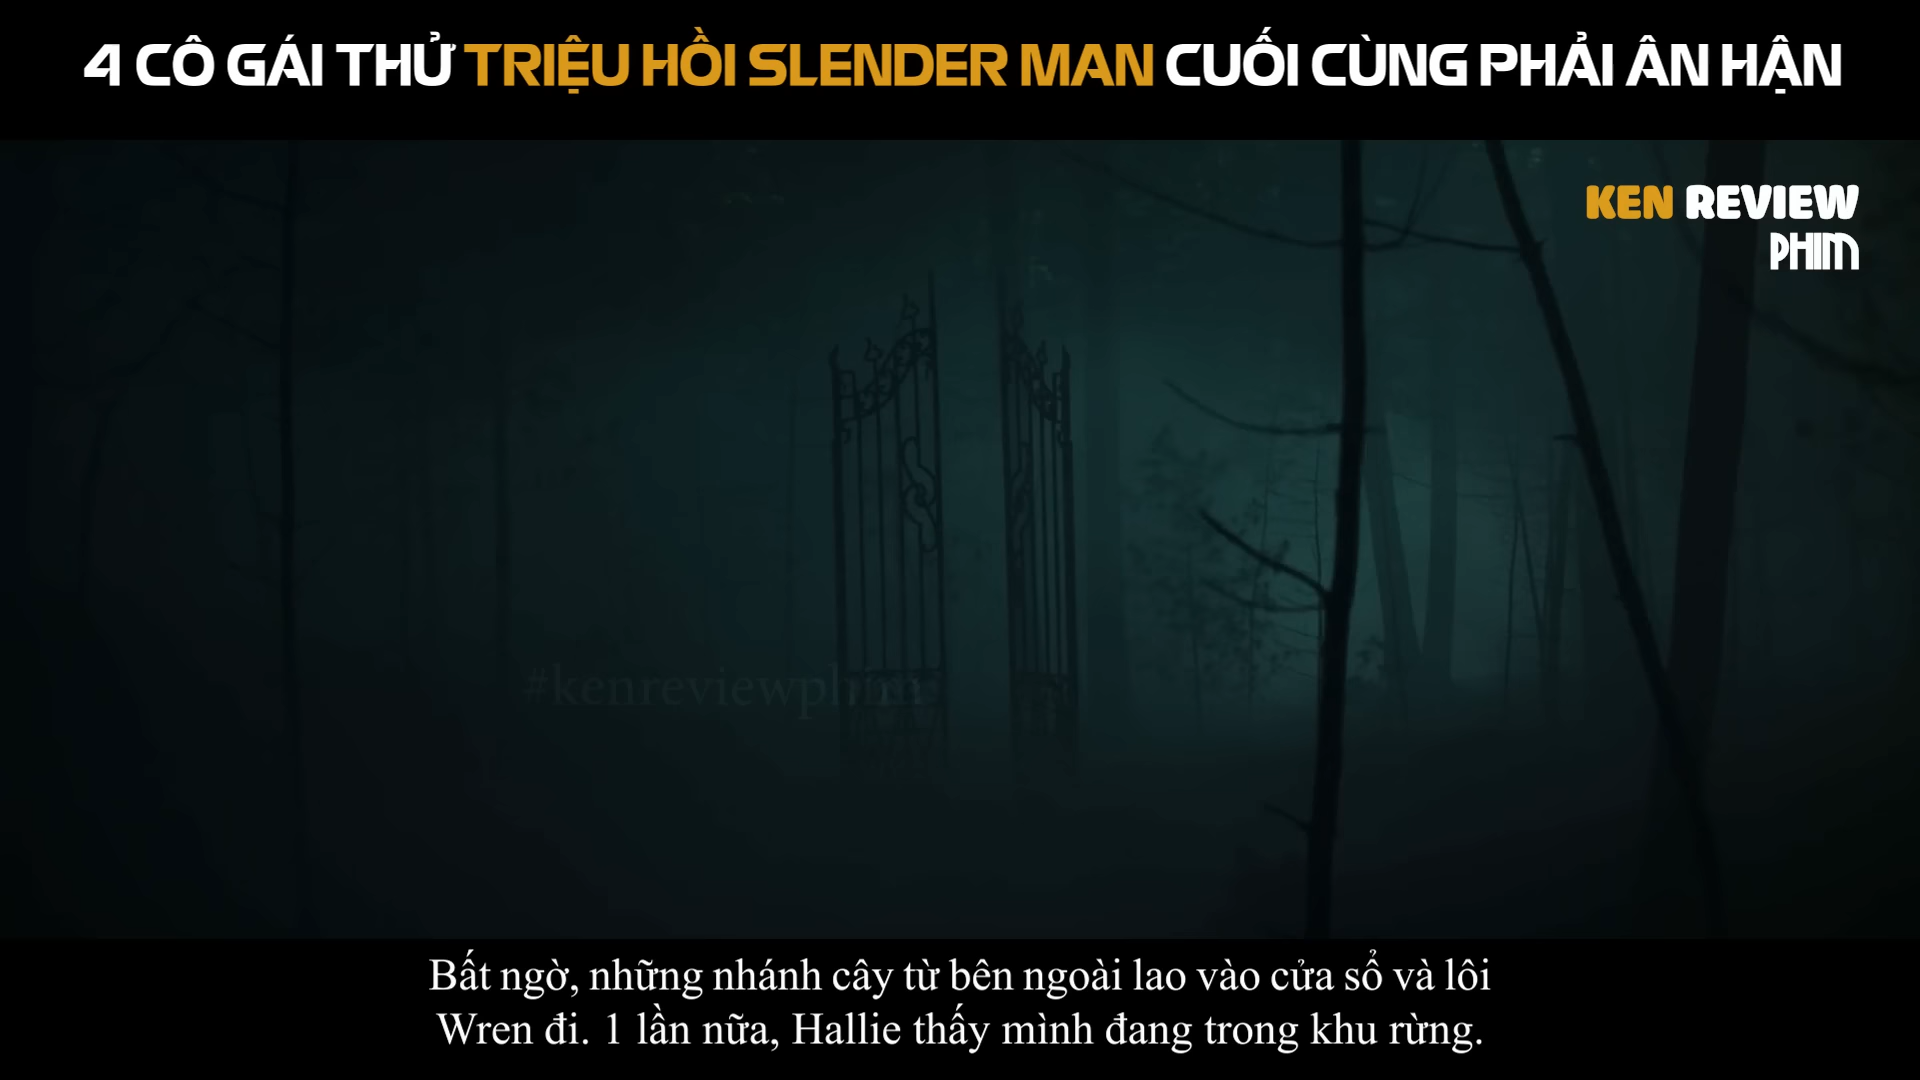 4 CÔ GÁI THỬ TRIỆU HỒI SLENDER MAN CUỐI CÙNG PHẢI ÂN HẬN
KEN REVIEW
PHIM
#kenreviewphim
Bất ngờ, những nhánh cây từ bên ngoài lao vào cửa sổ và lôi
Wren đi. 1 lần nữa, Hallie thấy mình đang trong khu rừng.